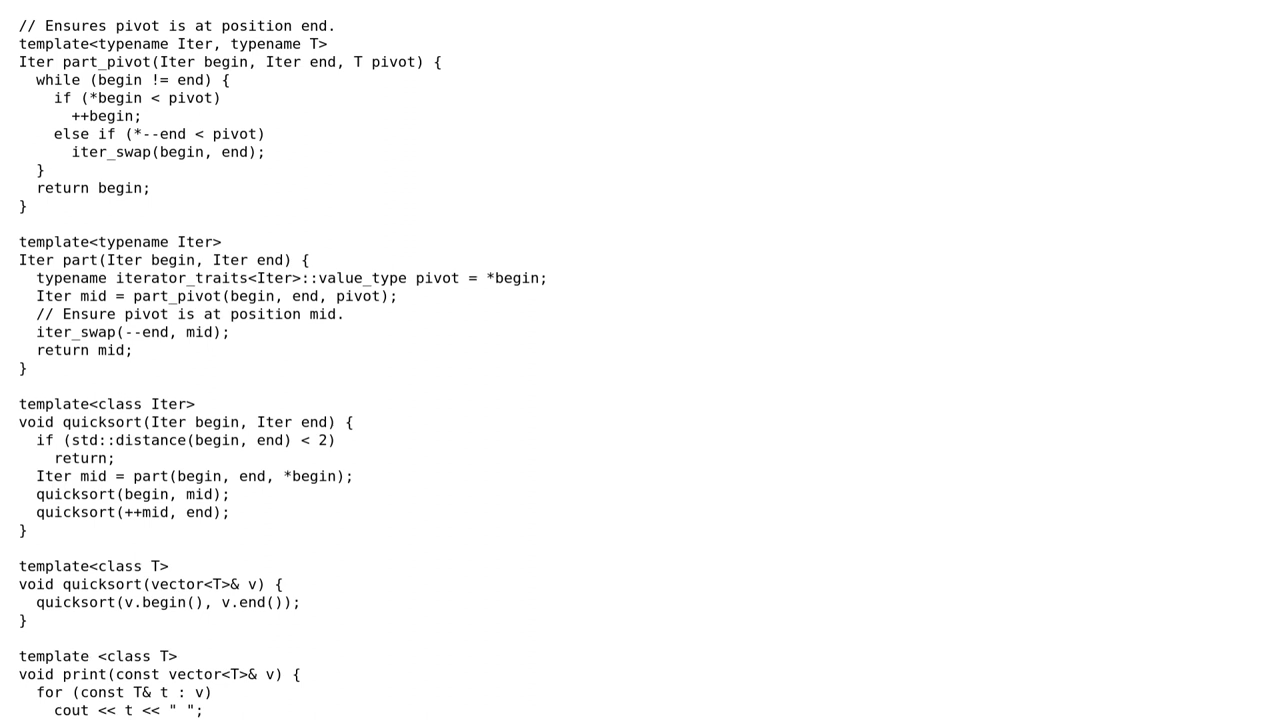 // Ensures pivot is at position end.
template<typename Iter, typename T>
Iter part_pivot(Iter begin, Iter end, T pivot) {
  while (begin != end) {
    if (*begin < pivot)
      ++begin;
    else if (*--end < pivot)
      iter_swap(begin, end);
  }
  return begin;
}

template<typename Iter>
Iter part(Iter begin, Iter end) {
  typename iterator_traits<Iter>::value_type pivot = *begin;
  Iter mid = part_pivot(begin, end, pivot);
  // Ensure pivot is at position mid.
  iter_swap(--end, mid);
  return mid;
}

template<class Iter>
void quicksort(Iter begin, Iter end) {
  if (std::distance(begin, end) < 2)
    return;
  Iter mid = part(begin, end, *begin);
  quicksort(begin, mid);
  quicksort(++mid, end);
}

template<class T>
void quicksort(vector<T>& v) {
  quicksort(v.begin(), v.end());
}

template <class T>
void print(const vector<T>& v) {
  for (const T& t : v)
    cout << t << " ";